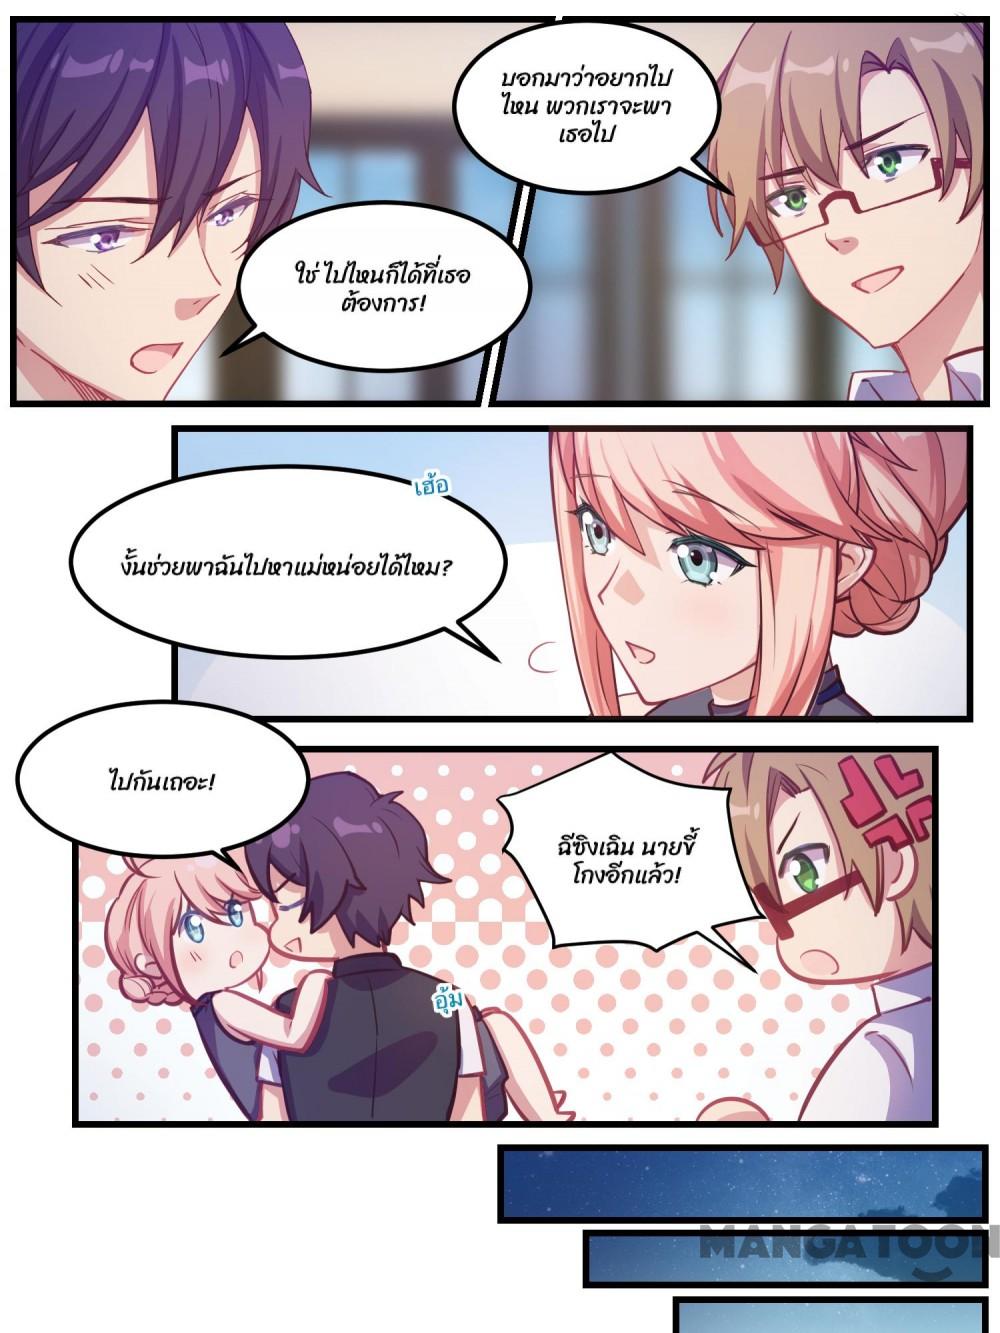 บอกมาว่าอยากไป
ไหน พวกเราจะพา
เธอไป
ใช่ ไปไหนก็ได้ที่เธอ
ต้องการ!
เฮ้อ
งั้นช่วยพาฉันไปหาแม่หน่อยได้ไหม?
ไปกันเถอะ!
ฉีซิงเฉิน นายขี้
โกงอีกแล้ว!
อุ้ม
MANGATOON